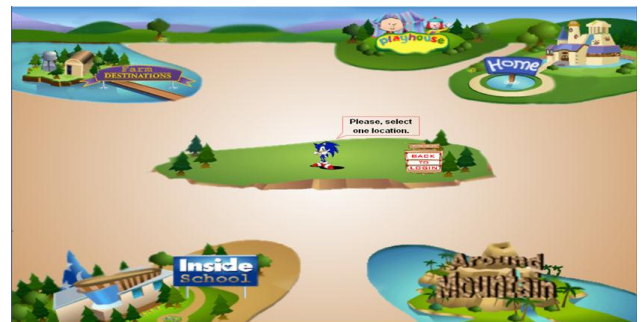 Playhouse
Farm
DESTINATIONS
Home
Please, select
one location.
BACK
TO
LOGIN
Inside
School
Around
Mountain